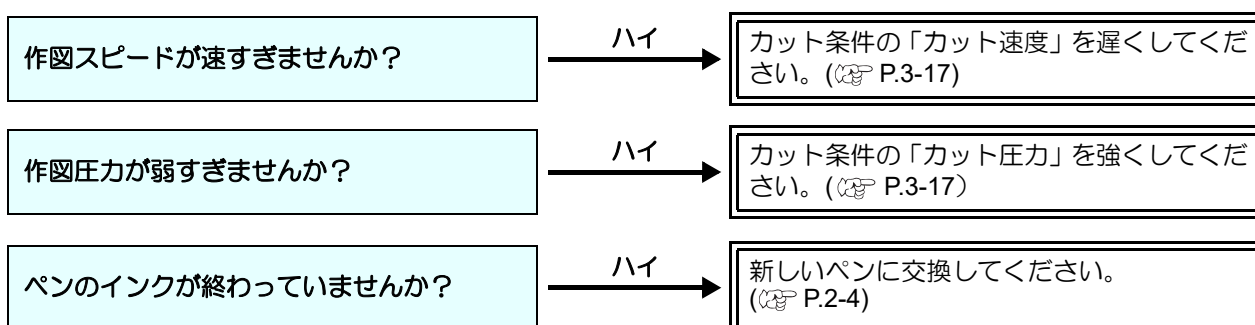 作図スピードが速すぎませんか？
ハイ
カット条件の「カット速度」を遅くしてくだ
さい。(P.3-17)
作図圧力が弱すぎませんか？
ハイ
カット条件の「カット圧力」を強くしてくだ
さい。(P.3-17）
ペンのインクが終わっていませんか？
ハイ
新しいペンに交換してください。
(P.2-4)